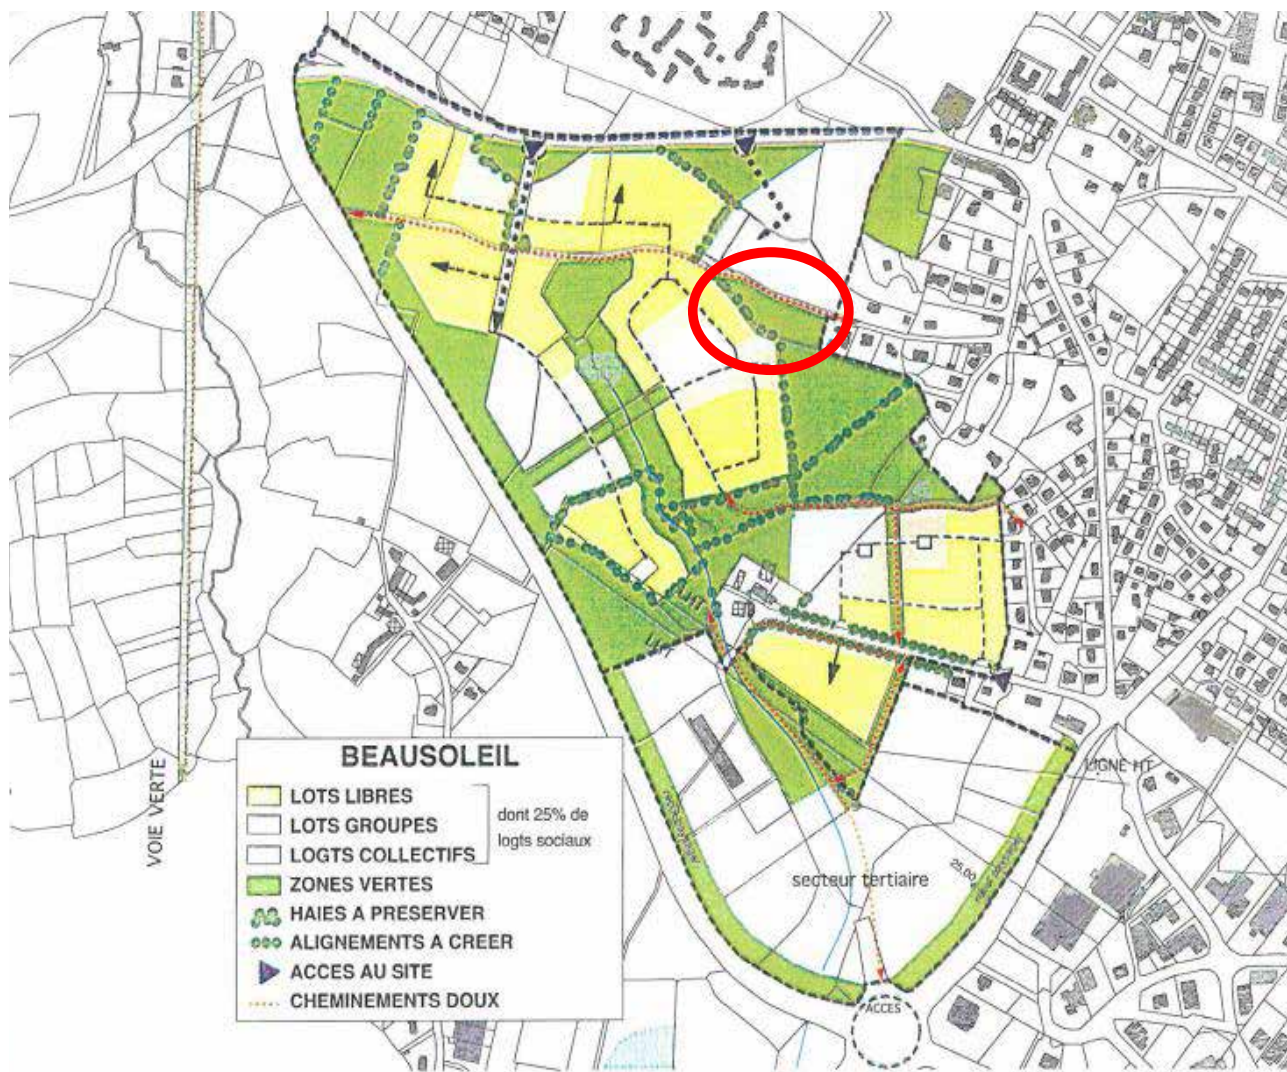 BEAUSOLEIL
LOTS LIBRES
LOTS GROUPES
LOGTS COLLECTIFS
dont 25% de
logts sociaux
ZONES VERTES
HAIES A PRESERVER
ALIGNEMENTS A CREER
ACCES AU SITE
CHEMINEMENTS DOUX
VOIE VERTE
LIGNE HT
secteur tertiaire
25.00
ACCES